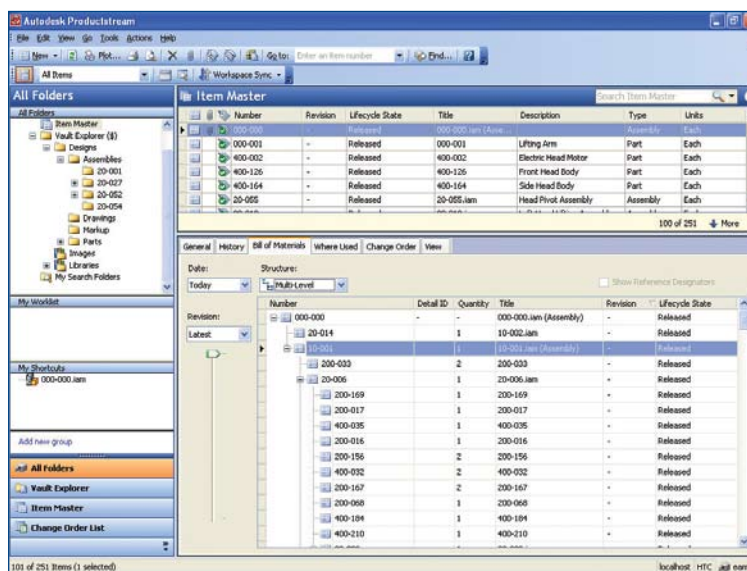 Autodesk Productstream
File Edit View Go Tools Actions Help
New Plot... Go to: Enter an item number Find...
All Items Workspace Sync
All Folders
All Folders
Item Master
Vault Explorer ($)
Designs
Assemblies
20-001
20-027
20-052
20-054
Drawings
Markup
Parts
Images
Libraries
My Search Folders
My Worklist
My Shortcuts
000-000.iam
Add new group
All Folders
Vault Explorer
Item Master
Change Order List
Item Master Search Item Master
Number Revision Lifecycle State Title Description Type Units
000-000 - Released 000-000.iam (Asse... Assembly Each
000-001 - Released 000-001 Lifting Arm Part Each
400-002 - Released 400-002 Electric Head Motor Part Each
400-126 - Released 400-126 Front Head Body Part Each
400-164 - Released 400-164 Side Head Body Part Each
20-055 - Released 20-055.iam Head Pivot Assembly Assembly Each
100 of 251 More
General History Bill of Materials Where Used Change Order View
Date: Structure:
Today Multi-Level Show Reference Designators
Revision:
Latest
Number Detail ID Quantity Title Revision Lifecycle State
000-000 - - 000-000.iam (Assembly) - Released
20-014 1 10-002.iam - Released
10-001 1 10-001.iam (Assembly) - Released
200-033 2 200-033 - Released
20-006 1 20-006.iam - Released
200-169 1 200-169 - Released
200-017 1 200-017 - Released
400-035 1 400-035 - Released
200-016 1 200-016 - Released
200-156 2 200-156 - Released
400-032 2 400-032 - Released
200-167 2 200-167 - Released
200-068 1 200-068 - Released
400-184 1 400-184 - Released
400-210 1 400-210 - Released
101 of 251 Items (1 selected) localhost HTC